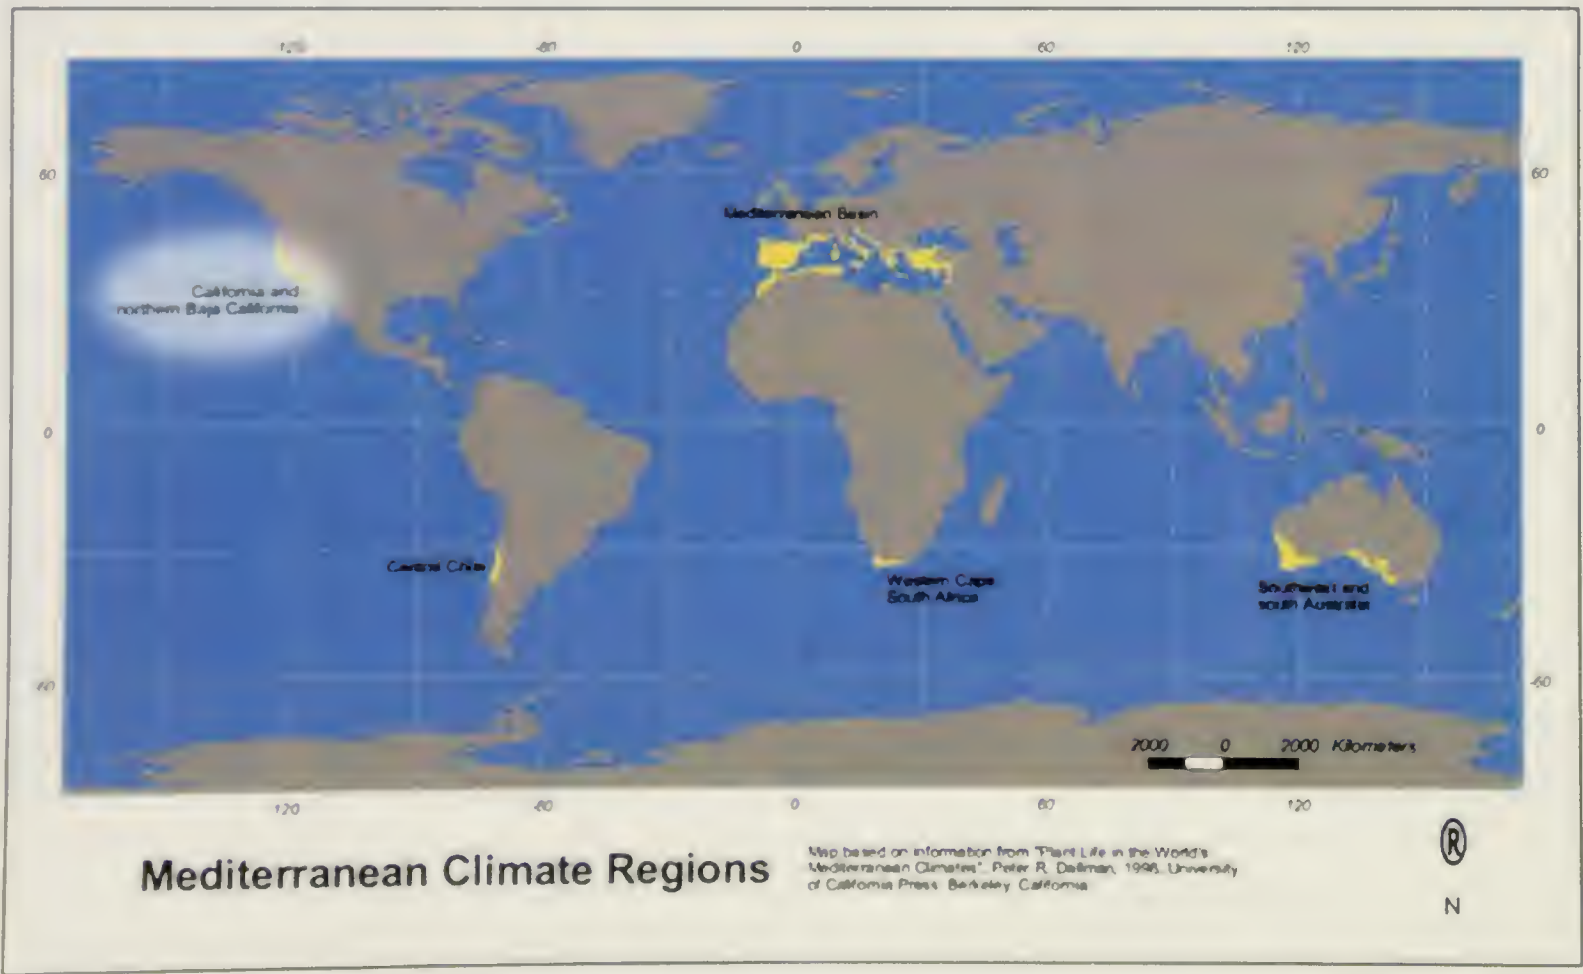 120 -60 0 60 120
60 60
Mediterranean Basin
California and
northern Baja California
0 0
Central Chile
Western Cape
South Africa
Southwest and
south Australia
-60 -60
2000 0 2000 Kilometers
120 -60 0 60 120
Mediterranean Climate Regions
Map based on information from "Plant Life in the World's
Mediterranean Climates", Peter R. Dallman, 1998, University
of California Press, Berkeley, California
®
N